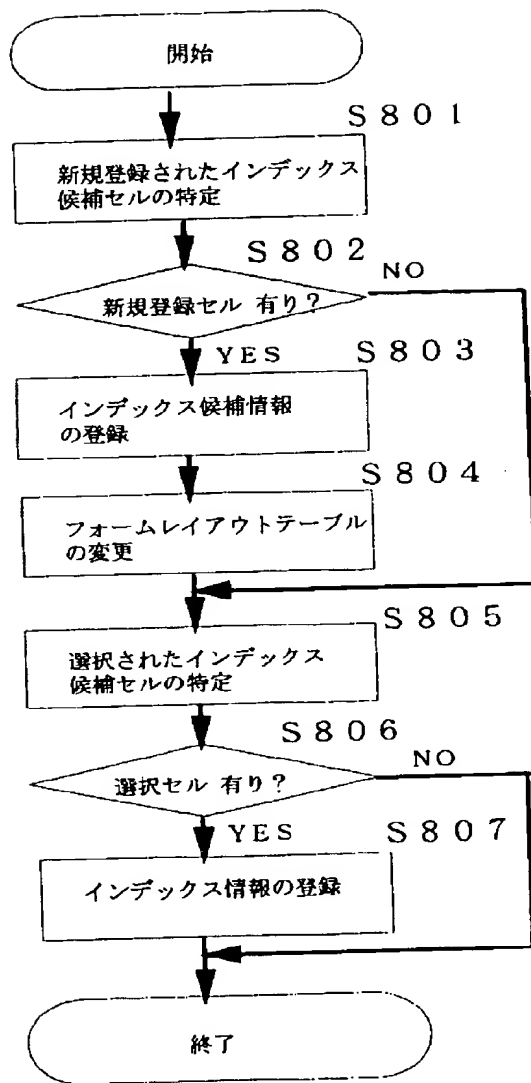 開始
S801
新規登録されたインデックス
候補セルの特定
S802
NO
新規登録セル 有り?
YES
S803
インデックス候補情報
の登録
S804
フォームレイアウトテーブル
の変更
S805
選択されたインデックス
候補セルの特定
S806
NO
選択セル 有り?
YES
S807
インデックス情報の登録
終了